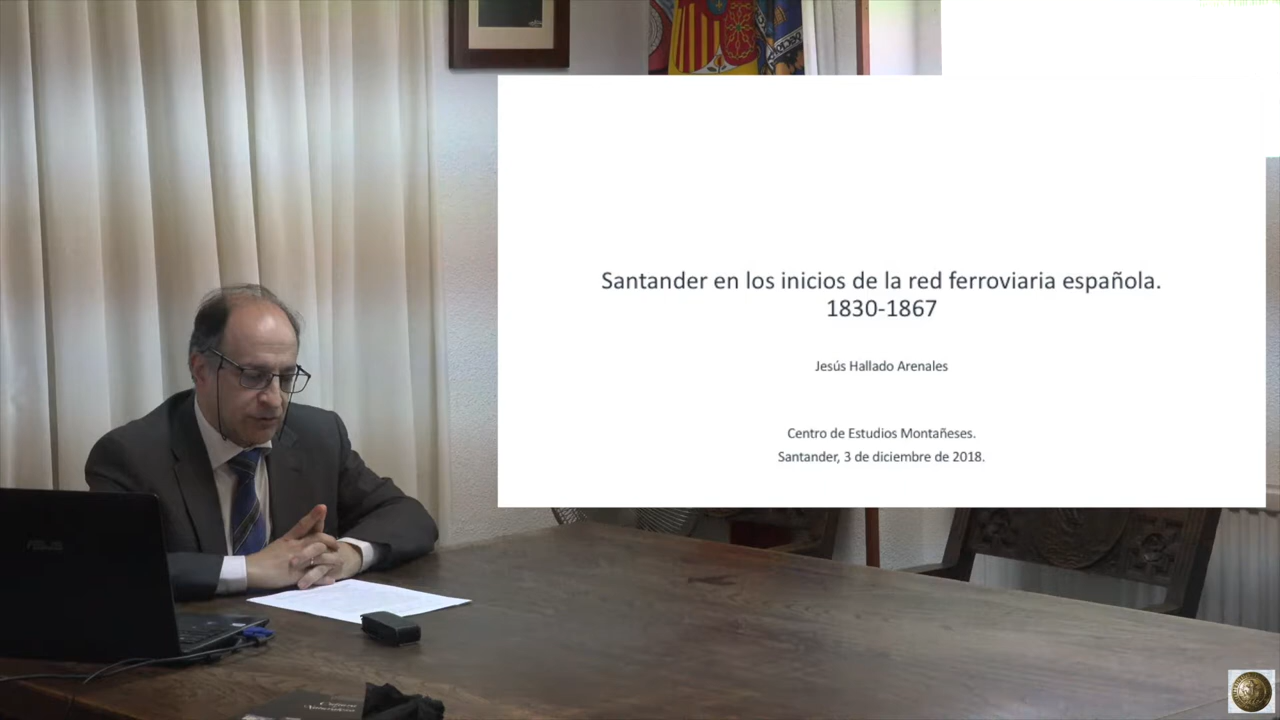 Santander en los inicios de la red ferroviaria española.
1830-1867
Jesús Hallado Arenales
Centro de Estudios Montañeses.
Santander, 3 de diciembre de 2018.
ASUS